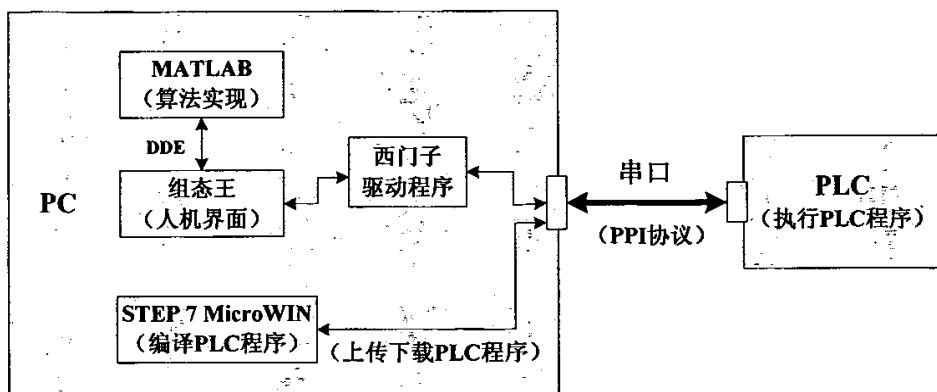 MATLAB
（算法实现）
DDE
组态王
（人机界面）
西门子
驱动程序
PC
串口
（PPI协议）
PLC
（执行PLC程序）
STEP 7 MicroWIN
（编译PLC程序）
（上传下载PLC程序）